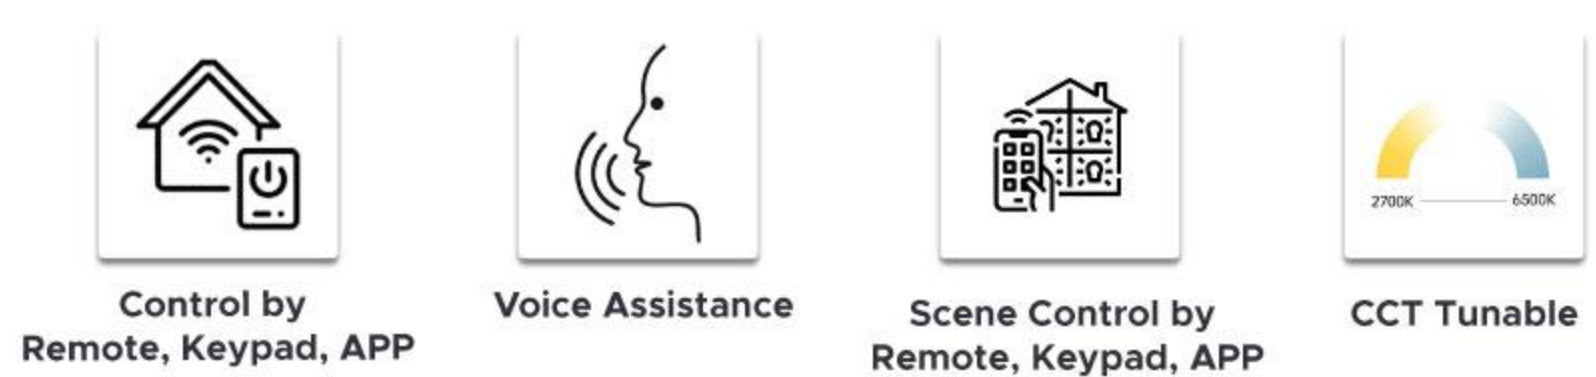 Control by
Remote, Keypad, APP
Voice Assistance
Scene Control by
Remote, Keypad, APP
2700K
6500K
CCT Tunable